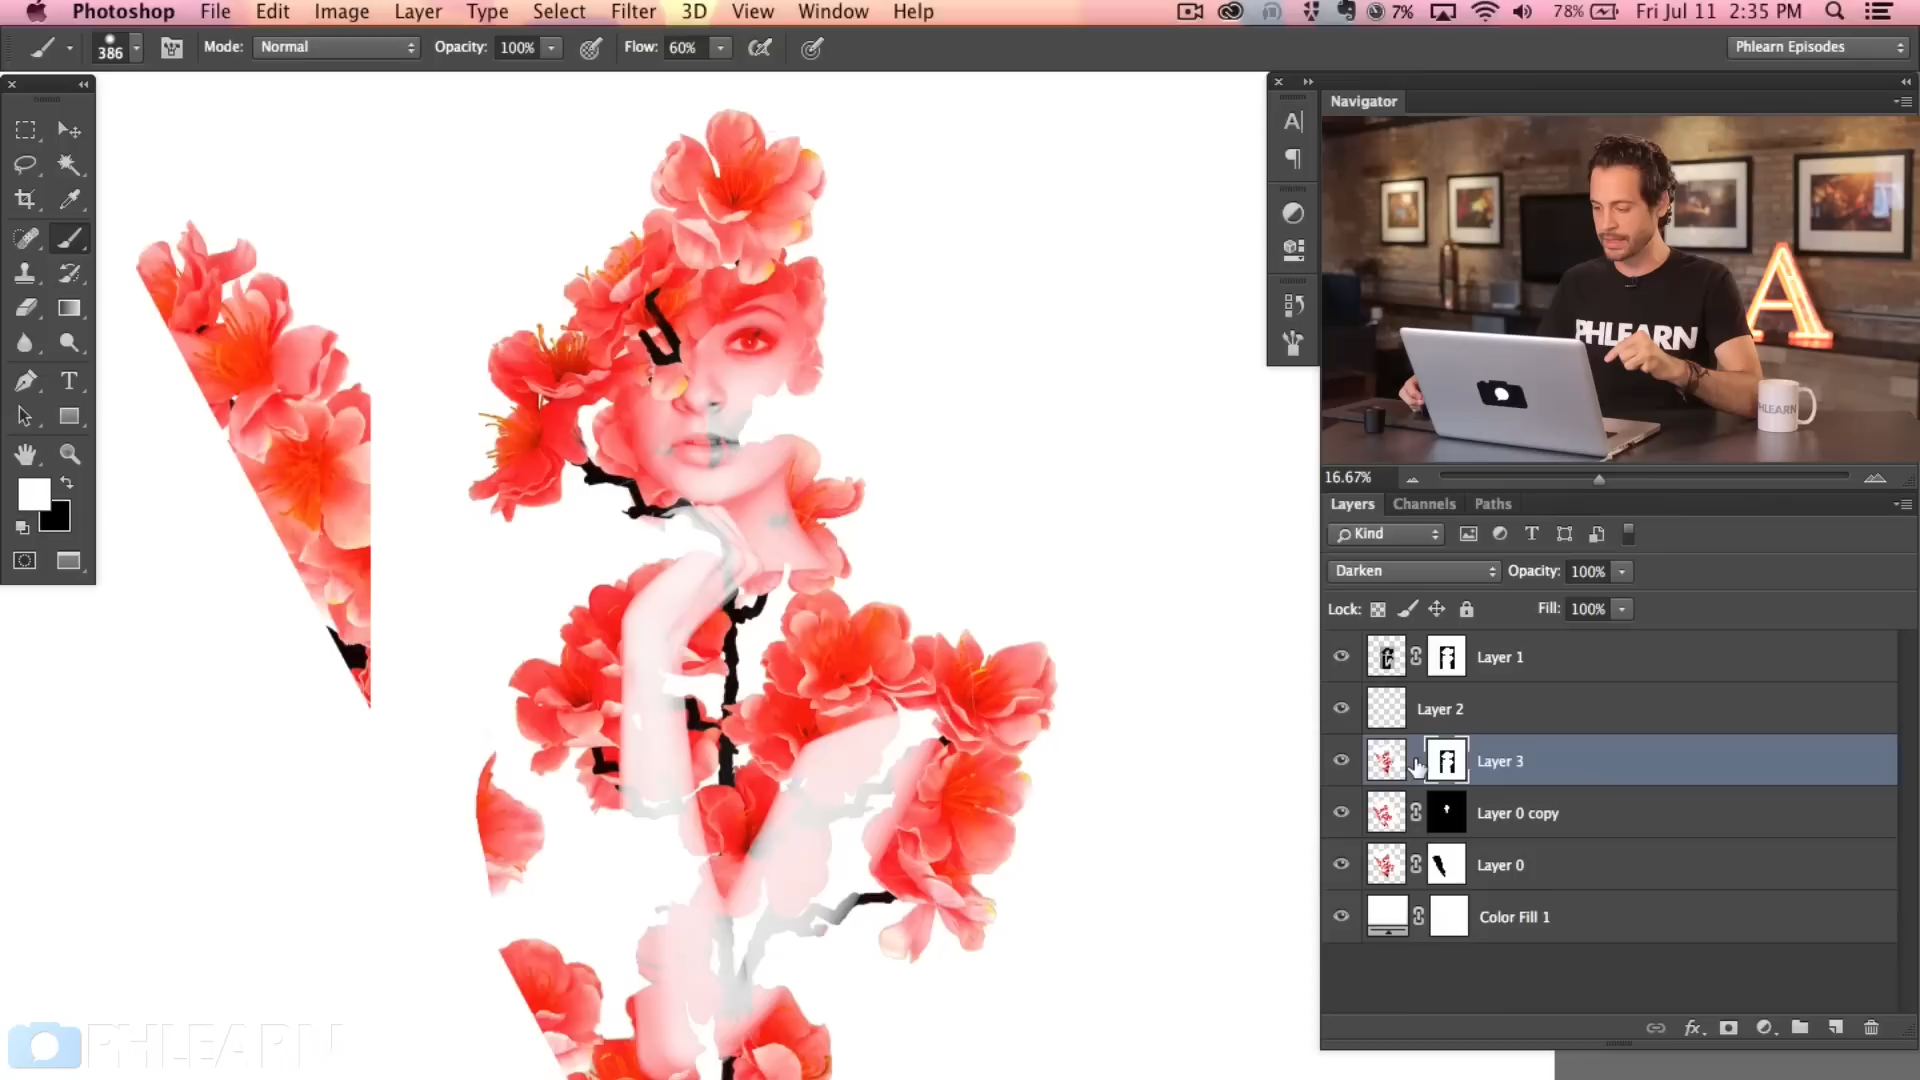 Photoshop File Edit Image Layer Type Select Filter 3D View Window Help 7% 78% Fri Jul 11 2:35 PM
386 Mode: Normal Opacity: 100% Flow: 60% Phlearn Episodes
Navigator
PHLEARN
A
PHLEARN
16.67%
Layers Channels Paths
Kind
Darken Opacity: 100%
Lock: Fill: 100%
Layer 1
Layer 2
Layer 3
Layer 0 copy
Layer 0
Color Fill 1
fx
PHLEARN